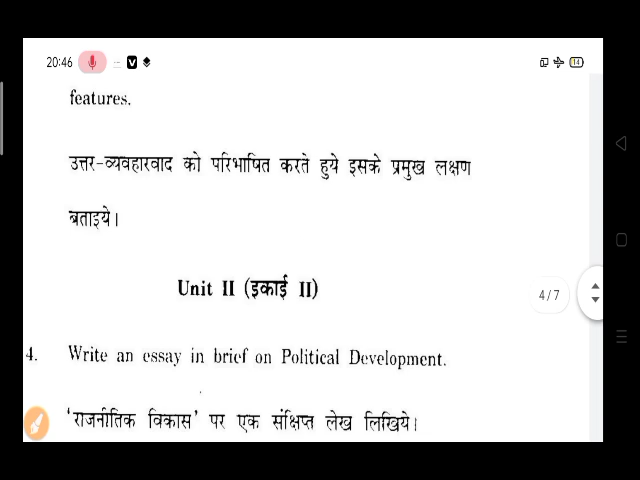 20:46
V
14
features.
उत्तर-व्यवहारवाद को परिभाषित करते हुये इसके प्रमुख लक्षण
बताइये।
Unit II (इकाई II)
4/7
4. Write an essay in brief on Political Development.
'राजनीतिक विकास' पर एक संक्षिप्त लेख लिखिये।